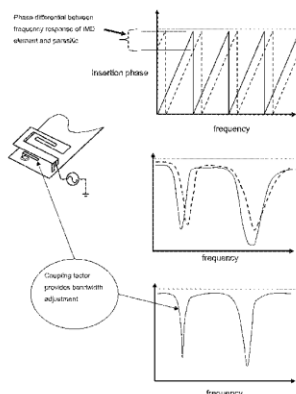 Phase differential between
frequency response of IMD
element and parasitic
Insertion phase
frequency
frequency
Coupling factor
provides bandwidth
adjustment
frequency